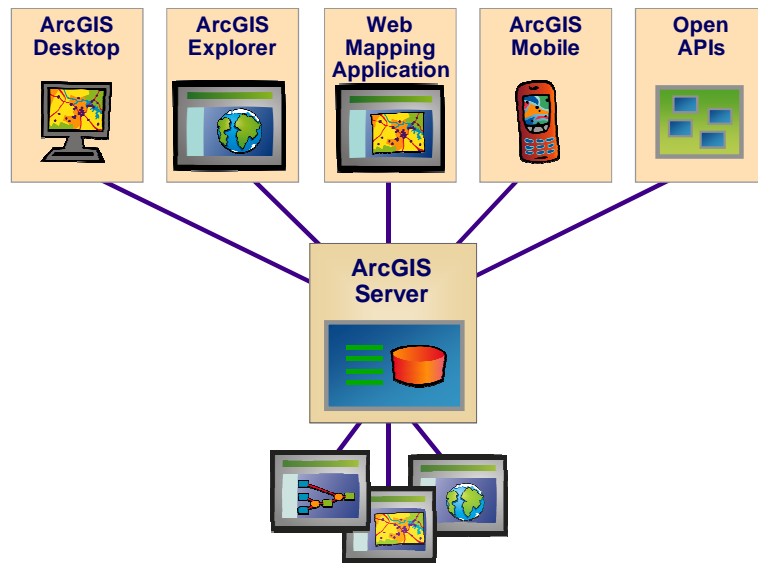 ArcGIS
Desktop
ArcGIS
Explorer
Web
Mapping
Application
ArcGIS
Mobile
Open
APIs
ArcGIS
Server